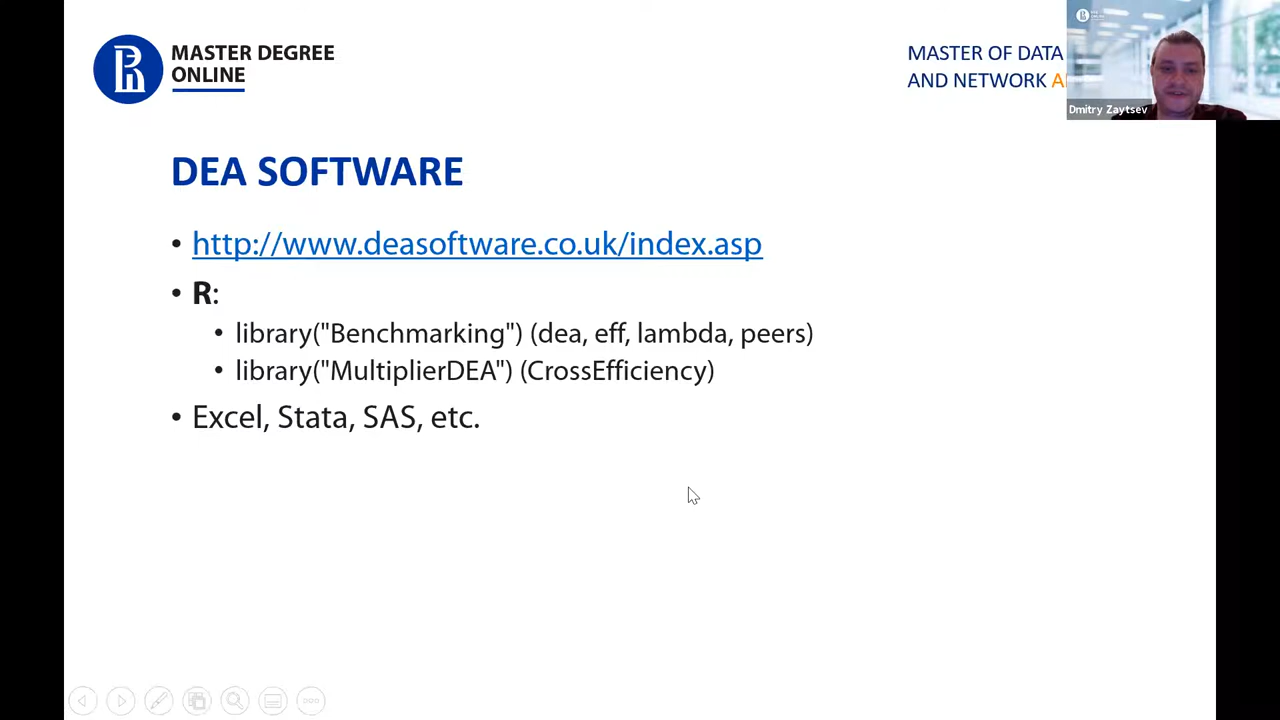 MASTER DEGREE
ONLINE
MASTER OF DATA
AND NETWORK A
Dmitry Zaytsev
DEA SOFTWARE
• http://www.deasoftware.co.uk/index.asp
• R:
• library("Benchmarking") (dea, eff, lambda, peers)
• library("MultiplierDEA") (CrossEfficiency)
• Excel, Stata, SAS, etc.